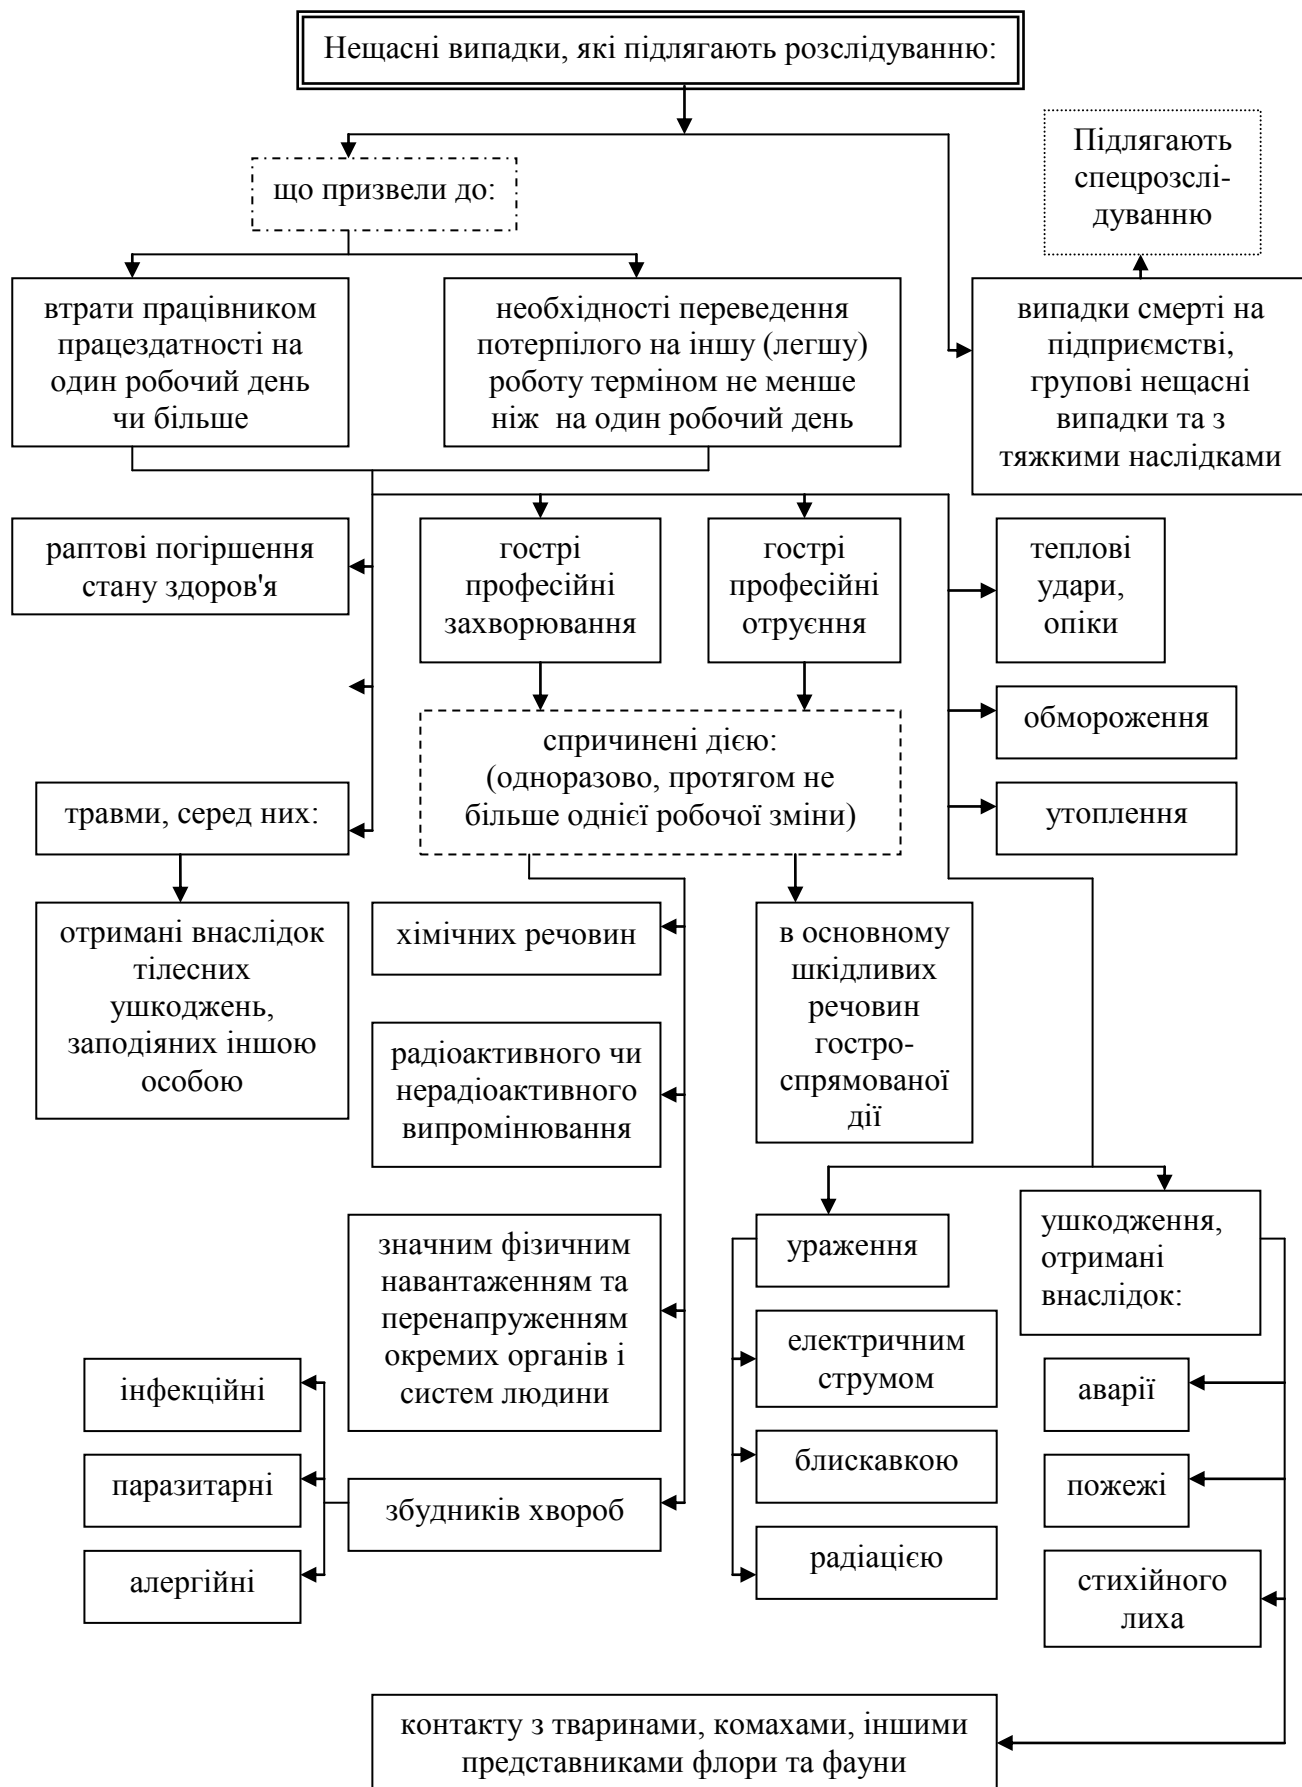 Нещасні випадки, які підлягають розслідуванню:
Підлягають
спецрозслі-
дуванню
що призвели до:
втрати працівником
працездатності на
один робочий день
чи більше
необхідності переведення
потерпілого на іншу (легшу)
роботу терміном не менше
ніж на один робочий день
випадки смерті на
підприємстві,
групові нещасні
випадки та з
тяжкими наслідками
раптові погіршення
стану здоров'я
гострі
професійні
захворювання
гострі
професійні
отруєння
теплові
удари,
опіки
обмороження
спричинені дією:
(одноразово, протягом не
більше однієї робочої зміни)
травми, серед них:
утоплення
отримані внаслідок
тілесних
ушкоджень,
заподіяних іншою
особою
хімічних речовин
в основному
шкідливих
речовин
гостро-
спрямованої
дії
радіоактивного чи
нерадіоактивного
випромінювання
значним фізичним
навантаженням та
перенапруженням
окремих органів і
систем людини
ураження
ушкодження,
отримані
внаслідок:
електричним
струмом
аварії
інфекційні
блискавкою
пожежі
паразитарні
збудників хвороб
радіацією
стихійного
лиха
алергійні
контакту з тваринами, комахами, іншими
представниками флори та фауни